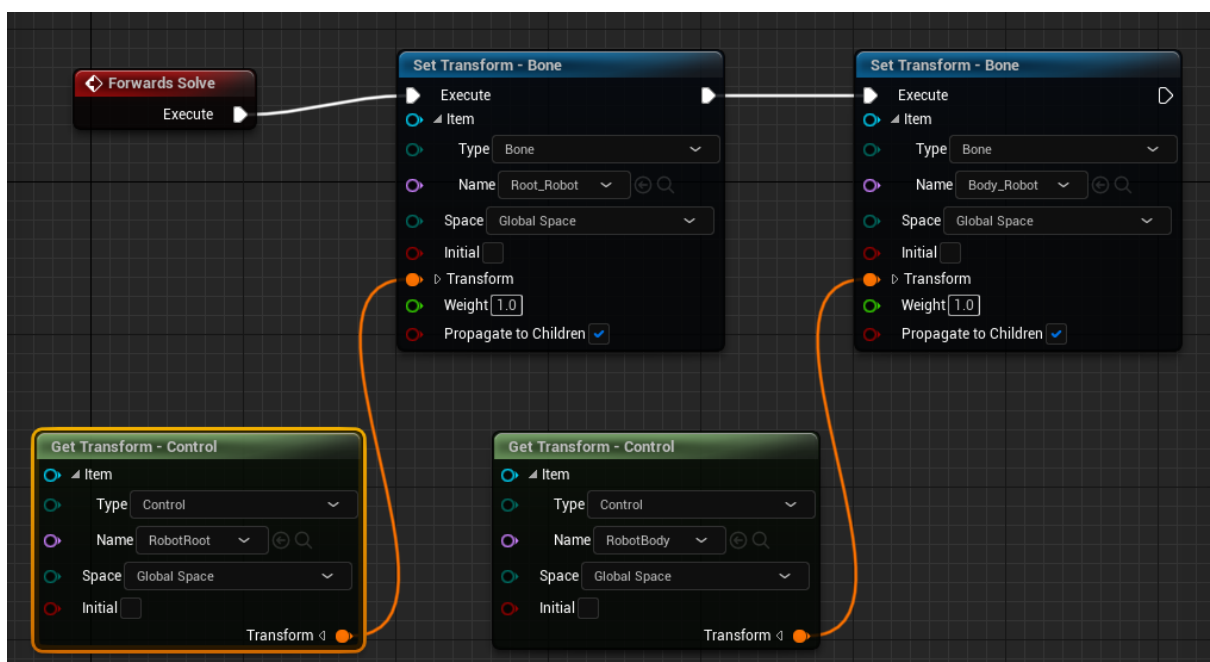 Forwards Solve
Execute
Set Transform - Bone
Execute
Item
Type Bone
Name Root_Robot
Space Global Space
Initial
Transform
Weight 1.0
Propagate to Children
Set Transform - Bone
Execute
Item
Type Bone
Name Body_Robot
Space Global Space
Initial
Transform
Weight 1.0
Propagate to Children
Get Transform - Control
Item
Type Control
Name RobotRoot
Space Global Space
Initial
Transform
Get Transform - Control
Item
Type Control
Name RobotBody
Space Global Space
Initial
Transform